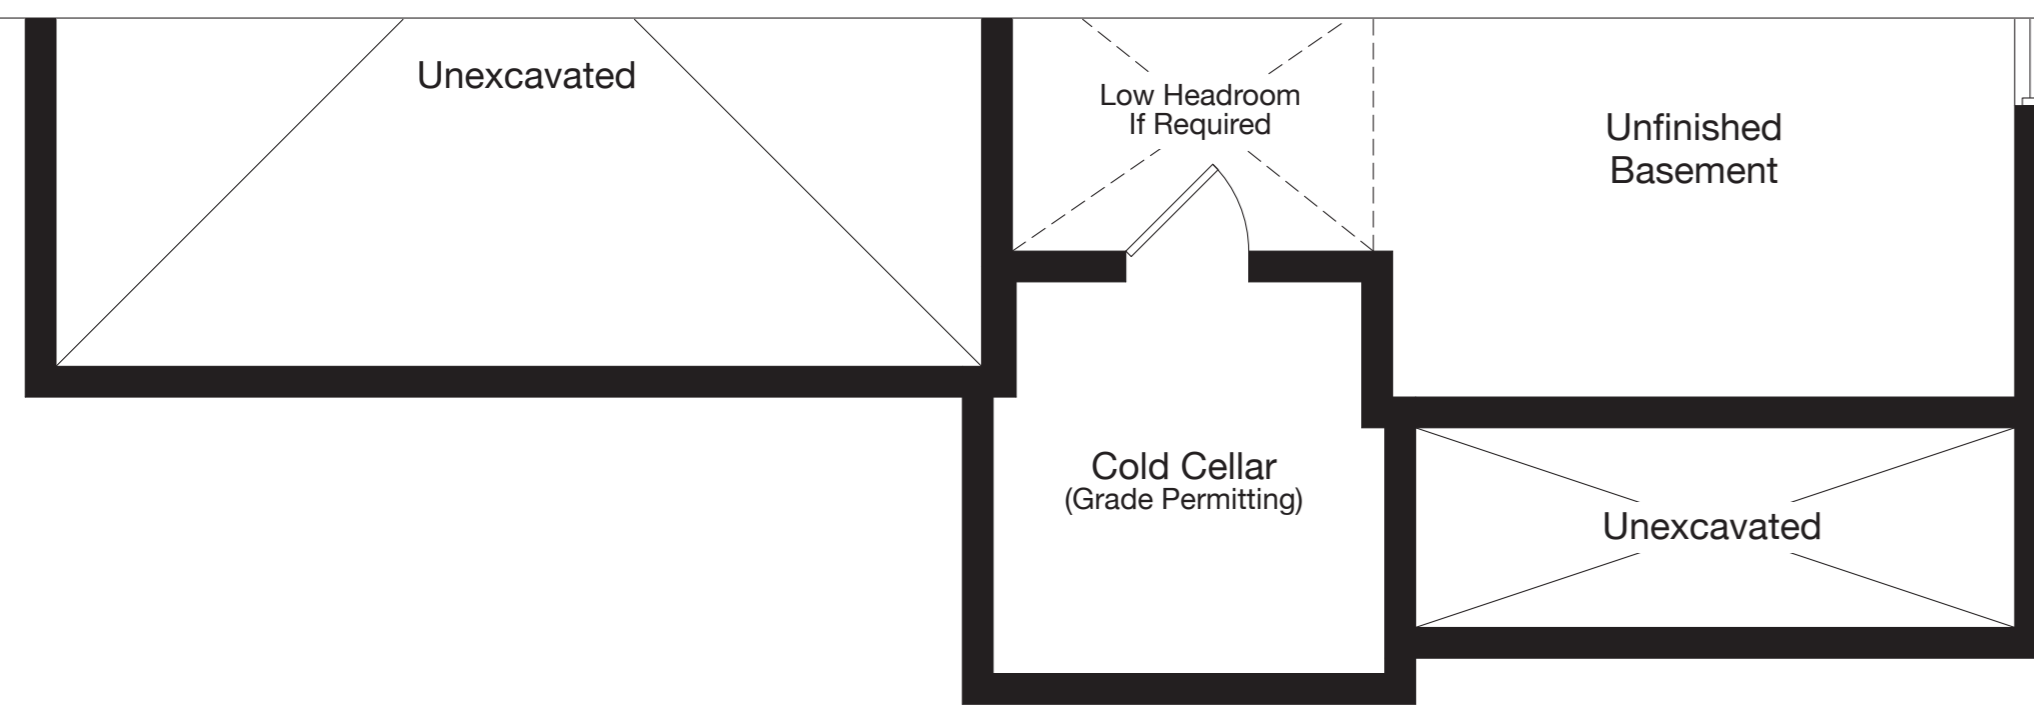 Unexcavated
Low Headroom
If Required
Unfinished
Basement
Cold Cellar
(Grade Permitting)
Unexcavated